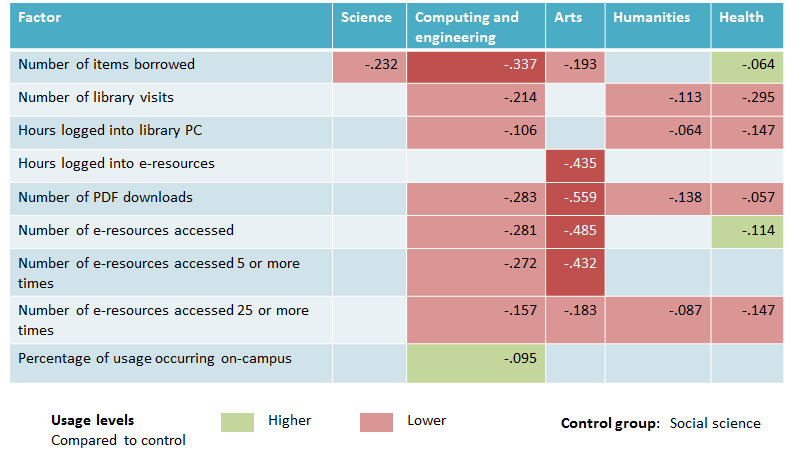 Factor Science Computing and engineering Arts Humanities Health
Number of items borrowed -.232 -.337 -.193 -.064
Number of library visits -.214 -.113 -.295
Hours logged into library PC -.106 -.064 -.147
Hours logged into e-resources -.435
Number of PDF downloads -.283 -.559 -.138 -.057
Number of e-resources accessed -.281 -.485 -.114
Number of e-resources accessed 5 or more times -.272 -.432
Number of e-resources accessed 25 or more times -.157 -.183 -.087 -.147
Percentage of usage occurring on-campus -.095
Usage levels Higher Lower Control group: Social science
Compared to control